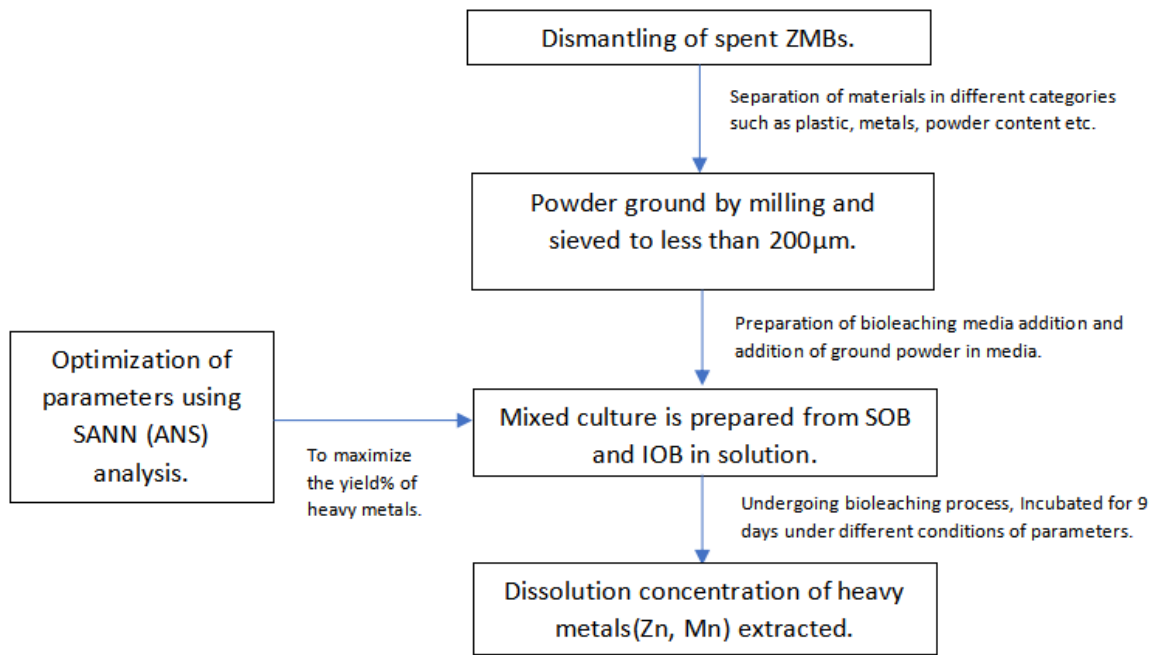 Dismantling of spent ZMBs.
Separation of materials in different categories
such as plastic, metals, powder content etc.
Powder ground by milling and
sieved to less than 200µm.
Preparation of bioleaching media addition and
addition of ground powder in media.
Optimization of
parameters using
SANN (ANS)
analysis.
To maximize
the yield% of
heavy metals.
Mixed culture is prepared from SOB
and IOB in solution.
Undergoing bioleaching process, Incubated for 9
days under different conditions of parameters.
Dissolution concentration of heavy
metals(Zn, Mn) extracted.